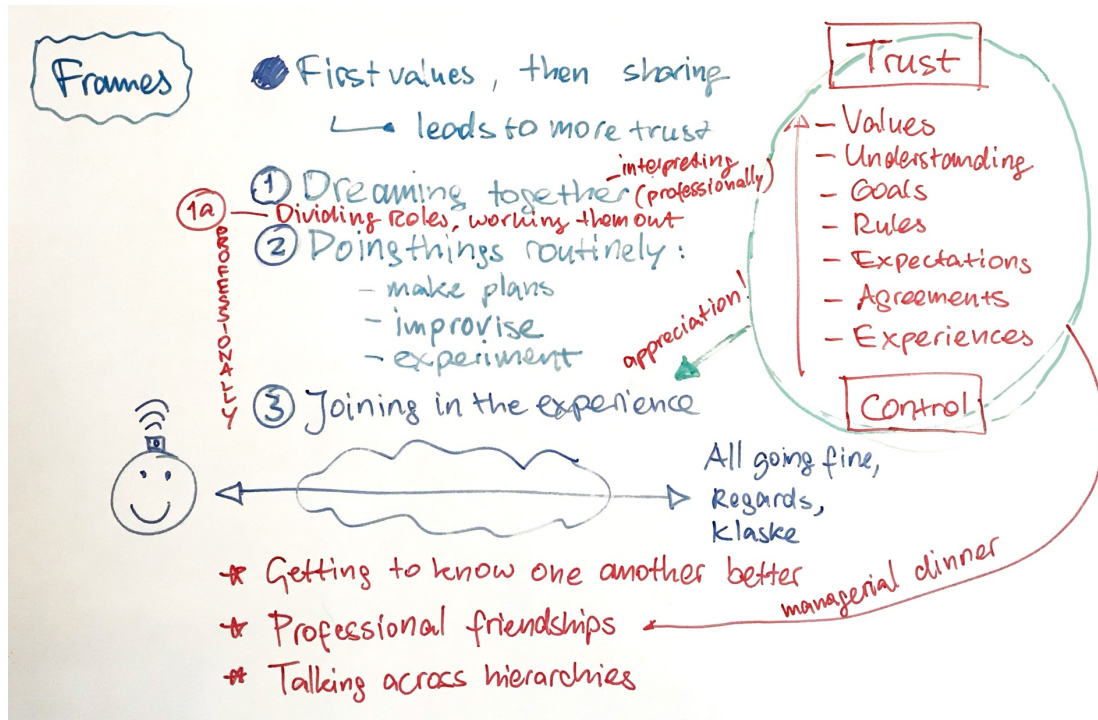 Frames
First values, then sharing
leads to more trust
1 Dreaming together
- interpreting
(professionally)
1a - Dividing Roles, working them out
PROFESSIONALLY
2 Doing things routinely:
- make plans
- improvise
- experiment
3 Joining in the experience
appreciation!
Trust
- Values
- Understanding
- Goals
- Rules
- Expectations
- Agreements
- Experiences
Control
All going fine,
Regards,
Klaske
* Getting to know one another better
* Professional friendships
managerial dinner
* Talking across hierarchies